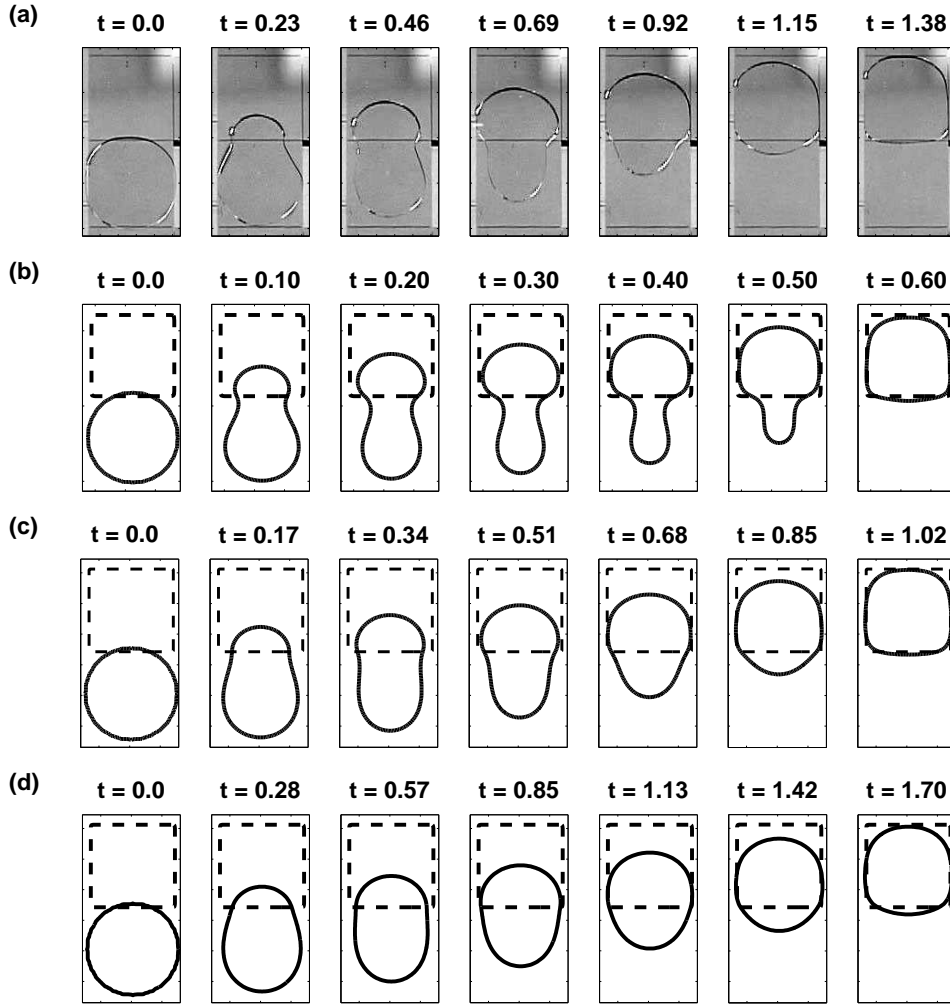 (a)
t = 0.0 t = 0.23 t = 0.46 t = 0.69 t = 0.92 t = 1.15 t = 1.38
(b)
t = 0.0 t = 0.10 t = 0.20 t = 0.30 t = 0.40 t = 0.50 t = 0.60
(c)
t = 0.0 t = 0.17 t = 0.34 t = 0.51 t = 0.68 t = 0.85 t = 1.02
(d)
t = 0.0 t = 0.28 t = 0.57 t = 0.85 t = 1.13 t = 1.42 t = 1.70